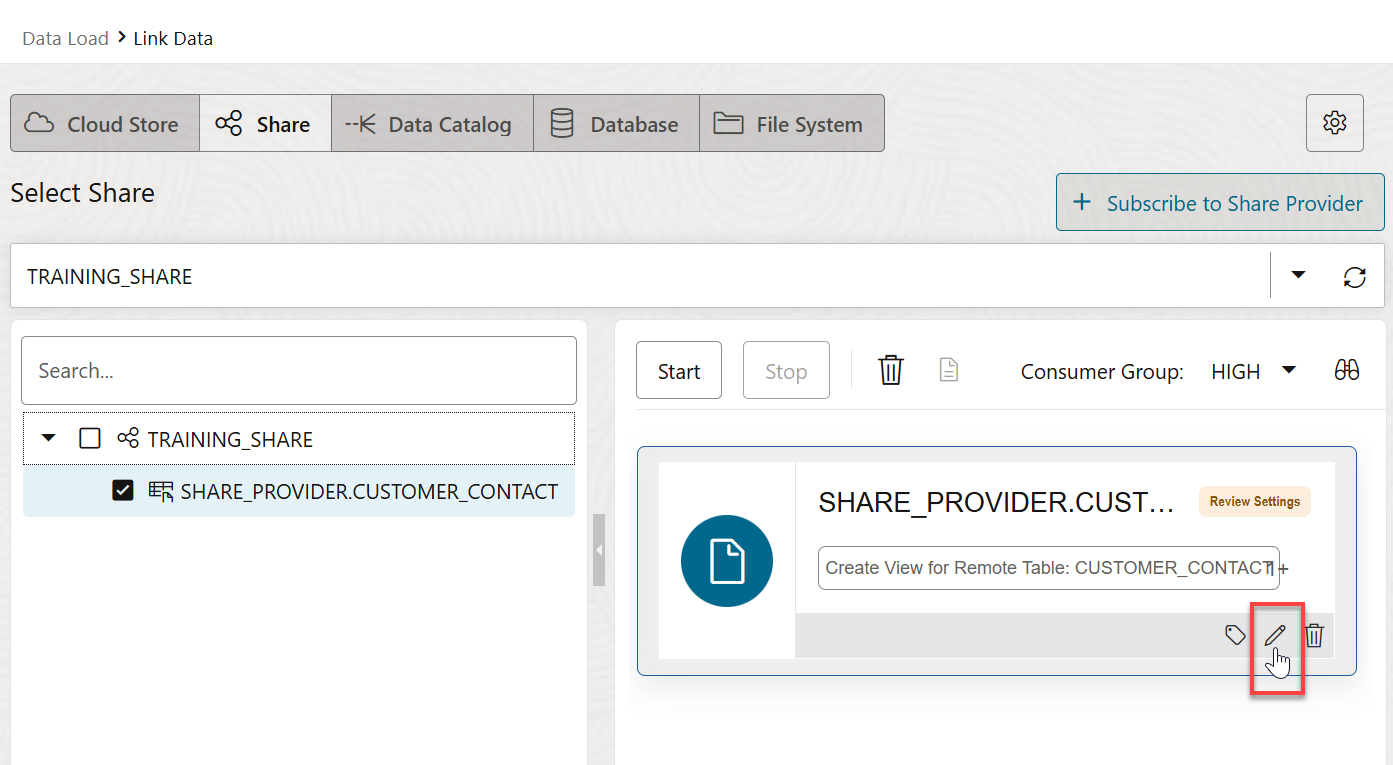 Data Load > Link Data
Cloud Store Share Data Catalog Database File System
Select Share
+ Subscribe to Share Provider
TRAINING_SHARE
Search...
Start Stop Consumer Group: HIGH
TRAINING_SHARE
SHARE_PROVIDER.CUSTOMER_CONTACT
SHARE_PROVIDER.CUST... Review Settings
Create View for Remote Table: CUSTOMER_CONTACT